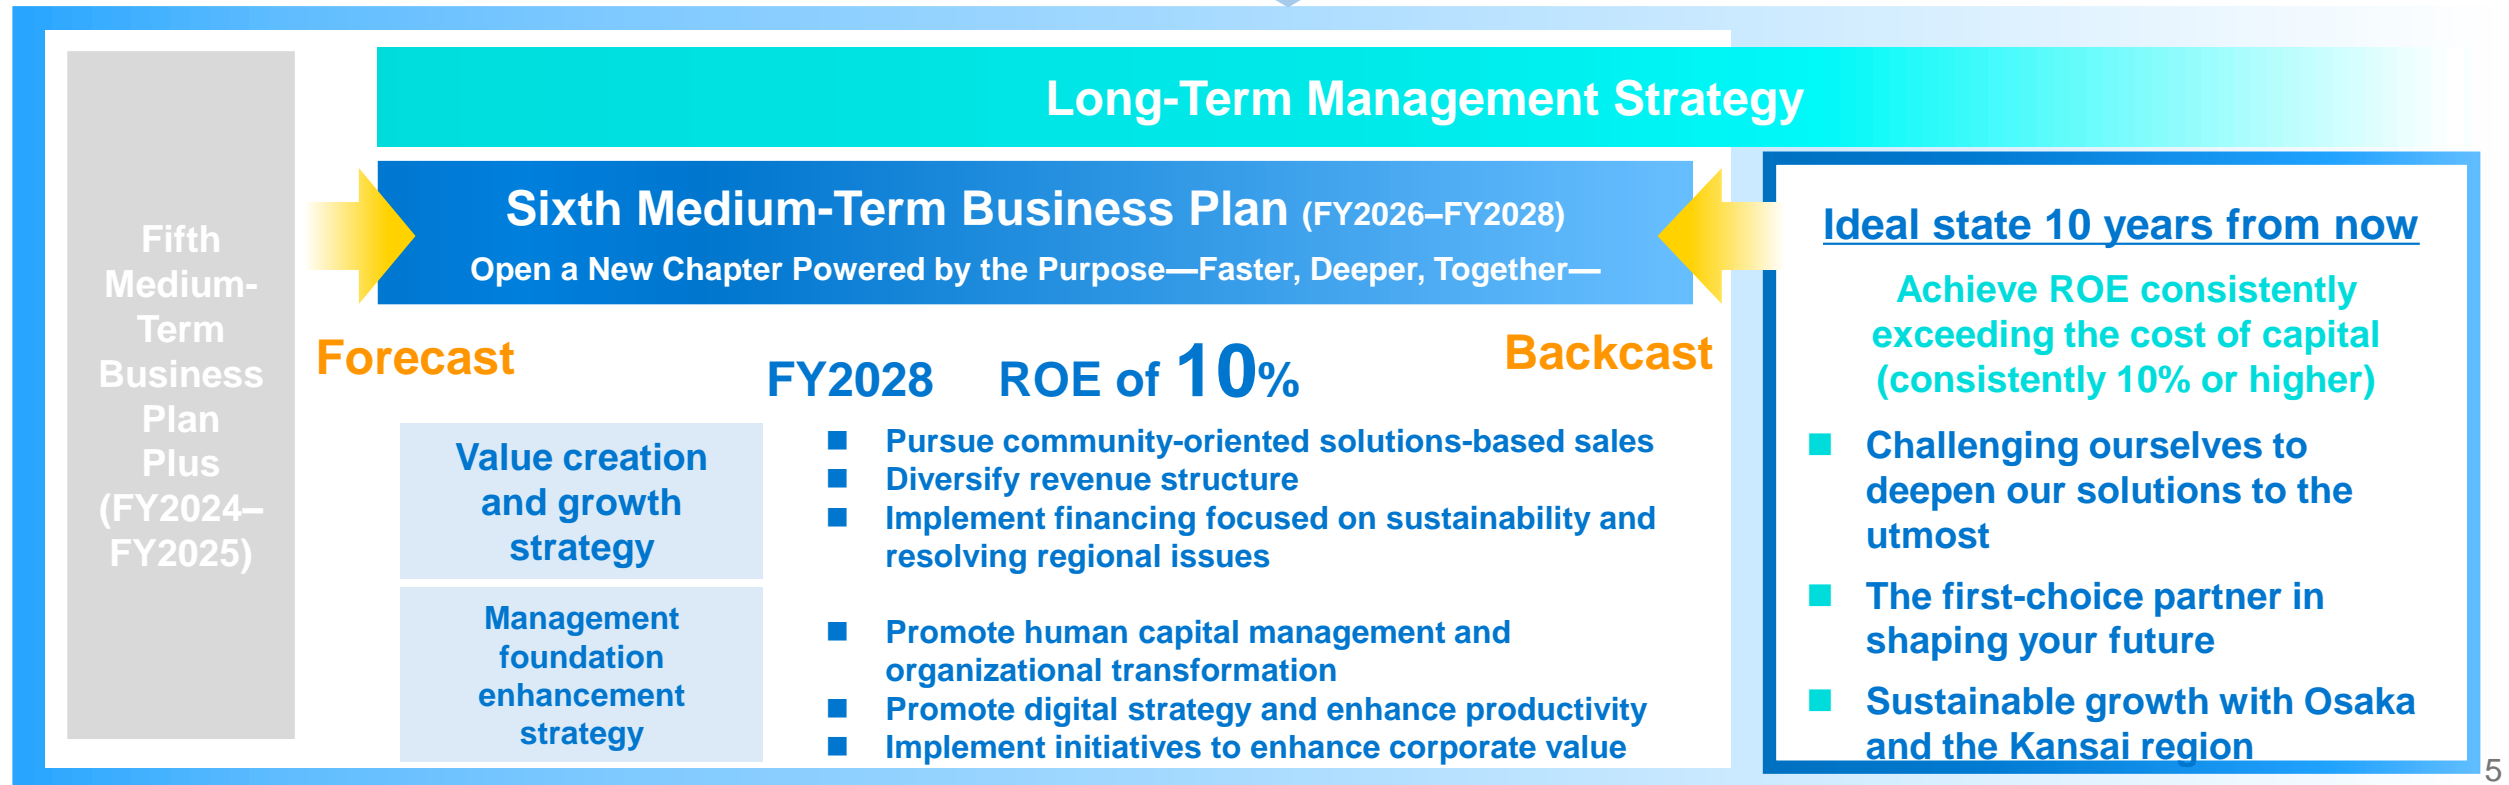 Long-Term Management Strategy
Fifth
Medium-
Term
Business
Plan
Plus
(FY2024–
FY2025)
Sixth Medium-Term Business Plan (FY2026–FY2028)
Open a New Chapter Powered by the Purpose—Faster, Deeper, Together—
Forecast
FY2028 ROE of 10%
Backcast
Value creation
and growth
strategy
■ Pursue community-oriented solutions-based sales
■ Diversify revenue structure
■ Implement financing focused on sustainability and
resolving regional issues
Management
foundation
enhancement
strategy
■ Promote human capital management and
organizational transformation
■ Promote digital strategy and enhance productivity
■ Implement initiatives to enhance corporate value
Ideal state 10 years from now
Achieve ROE consistently
exceeding the cost of capital
(consistently 10% or higher)
■ Challenging ourselves to
deepen our solutions to the
utmost
■ The first-choice partner in
shaping your future
■ Sustainable growth with Osaka
and the Kansai region
5